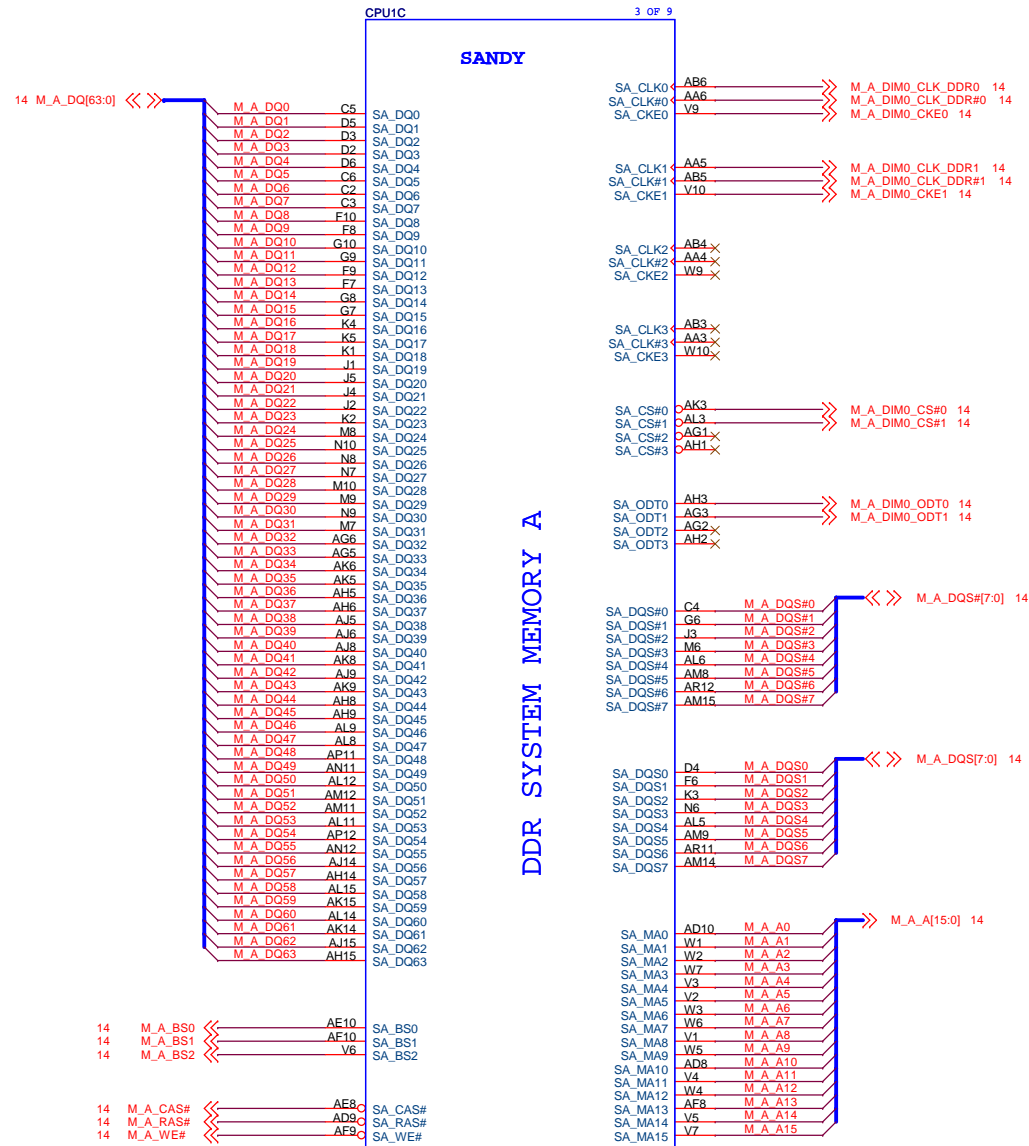 CPU1C 3 OF 9
SANDY
14 M_A_DQ[63:0]
M_A_DQ0 C5 SA_DQ0
M_A_DQ1 D5 SA_DQ1
M_A_DQ2 D3 SA_DQ2
M_A_DQ3 D2 SA_DQ3
M_A_DQ4 D6 SA_DQ4
M_A_DQ5 C6 SA_DQ5
M_A_DQ6 C2 SA_DQ6
M_A_DQ7 C3 SA_DQ7
M_A_DQ8 F10 SA_DQ8
M_A_DQ9 F8 SA_DQ9
M_A_DQ10 G10 SA_DQ10
M_A_DQ11 G9 SA_DQ11
M_A_DQ12 F9 SA_DQ12
M_A_DQ13 F7 SA_DQ13
M_A_DQ14 G8 SA_DQ14
M_A_DQ15 G7 SA_DQ15
M_A_DQ16 K4 SA_DQ16
M_A_DQ17 K5 SA_DQ17
M_A_DQ18 K1 SA_DQ18
M_A_DQ19 J1 SA_DQ19
M_A_DQ20 J5 SA_DQ20
M_A_DQ21 J4 SA_DQ21
M_A_DQ22 J2 SA_DQ22
M_A_DQ23 K2 SA_DQ23
M_A_DQ24 M8 SA_DQ24
M_A_DQ25 N10 SA_DQ25
M_A_DQ26 N8 SA_DQ26
M_A_DQ27 N7 SA_DQ27
M_A_DQ28 M10 SA_DQ28
M_A_DQ29 M9 SA_DQ29
M_A_DQ30 N9 SA_DQ30
M_A_DQ31 M7 SA_DQ31
M_A_DQ32 AG6 SA_DQ32
M_A_DQ33 AG5 SA_DQ33
M_A_DQ34 AK6 SA_DQ34
M_A_DQ35 AK5 SA_DQ35
M_A_DQ36 AH5 SA_DQ36
M_A_DQ37 AH6 SA_DQ37
M_A_DQ38 AJ5 SA_DQ38
M_A_DQ39 AJ6 SA_DQ39
M_A_DQ40 AJ8 SA_DQ40
M_A_DQ41 AK8 SA_DQ41
M_A_DQ42 AJ9 SA_DQ42
M_A_DQ43 AK9 SA_DQ43
M_A_DQ44 AH8 SA_DQ44
M_A_DQ45 AH9 SA_DQ45
M_A_DQ46 AL9 SA_DQ46
M_A_DQ47 AL8 SA_DQ47
M_A_DQ48 AP11 SA_DQ48
M_A_DQ49 AN11 SA_DQ49
M_A_DQ50 AL12 SA_DQ50
M_A_DQ51 AM12 SA_DQ51
M_A_DQ52 AM11 SA_DQ52
M_A_DQ53 AL11 SA_DQ53
M_A_DQ54 AP12 SA_DQ54
M_A_DQ55 AN12 SA_DQ55
M_A_DQ56 AJ14 SA_DQ56
M_A_DQ57 AH14 SA_DQ57
M_A_DQ58 AL15 SA_DQ58
M_A_DQ59 AK15 SA_DQ59
M_A_DQ60 AL14 SA_DQ60
M_A_DQ61 AK14 SA_DQ61
M_A_DQ62 AJ15 SA_DQ62
M_A_DQ63 AH15 SA_DQ63
14 M_A_BS0 AE10 SA_BS0
14 M_A_BS1 AF10 SA_BS1
14 M_A_BS2 V6 SA_BS2
14 M_A_CAS# AE8 SA_CAS#
14 M_A_RAS# AD9 SA_RAS#
14 M_A_WE# AF9 SA_WE#
DDR SYSTEM MEMORY A
SA_CLK0 AB6 M_A_DIM0_CLK_DDR0 14
SA_CLK#0 AA6 M_A_DIM0_CLK_DDR#0 14
SA_CKE0 V9 M_A_DIM0_CKE0 14
SA_CLK1 AA5 M_A_DIM0_CLK_DDR1 14
SA_CLK#1 AB5 M_A_DIM0_CLK_DDR#1 14
SA_CKE1 V10 M_A_DIM0_CKE1 14
SA_CLK2 AB4
SA_CLK#2 AA4
SA_CKE2 W9
SA_CLK3 AB3
SA_CLK#3 AA3
SA_CKE3 W10
SA_CS#0 AK3 M_A_DIM0_CS#0 14
SA_CS#1 AL3 M_A_DIM0_CS#1 14
SA_CS#2 AG1
SA_CS#3 AH1
SA_ODT0 AH3 M_A_DIM0_ODT0 14
SA_ODT1 AG3 M_A_DIM0_ODT1 14
SA_ODT2 AG2
SA_ODT3 AH2
M_A_DQS#[7:0] 14
SA_DQS#0 C4 M_A_DQS#0
SA_DQS#1 G6 M_A_DQS#1
SA_DQS#2 J3 M_A_DQS#2
SA_DQS#3 M6 M_A_DQS#3
SA_DQS#4 AL6 M_A_DQS#4
SA_DQS#5 AM8 M_A_DQS#5
SA_DQS#6 AR12 M_A_DQS#6
SA_DQS#7 AM15 M_A_DQS#7
M_A_DQS[7:0] 14
SA_DQS0 D4 M_A_DQS0
SA_DQS1 F6 M_A_DQS1
SA_DQS2 K3 M_A_DQS2
SA_DQS3 N6 M_A_DQS3
SA_DQS4 AL5 M_A_DQS4
SA_DQS5 AM9 M_A_DQS5
SA_DQS6 AR11 M_A_DQS6
SA_DQS7 AM14 M_A_DQS7
M_A_A[15:0] 14
SA_MA0 AD10 M_A_A0
SA_MA1 W1 M_A_A1
SA_MA2 W2 M_A_A2
SA_MA3 W7 M_A_A3
SA_MA4 V3 M_A_A4
SA_MA5 V2 M_A_A5
SA_MA6 W3 M_A_A6
SA_MA7 W6 M_A_A7
SA_MA8 V1 M_A_A8
SA_MA9 W5 M_A_A9
SA_MA10 AD8 M_A_A10
SA_MA11 V4 M_A_A11
SA_MA12 W4 M_A_A12
SA_MA13 AF8 M_A_A13
SA_MA14 V5 M_A_A14
SA_MA15 V7 M_A_A15